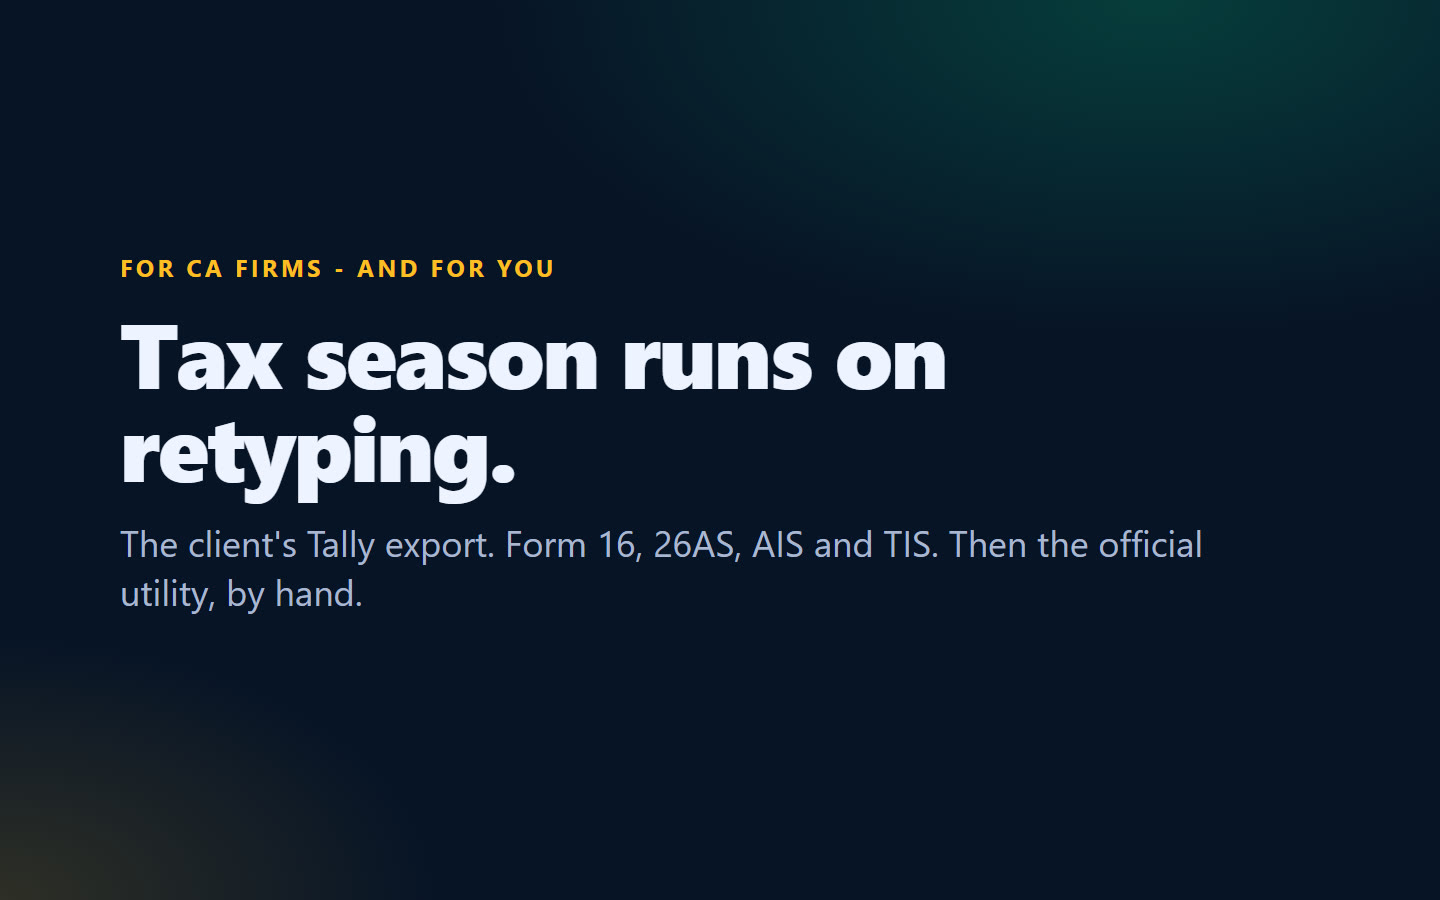 FOR CA FIRMS - AND FOR YOU
Tax season runs on
retyping.
The client's Tally export. Form 16, 26AS, AIS and TIS. Then the official
utility, by hand.